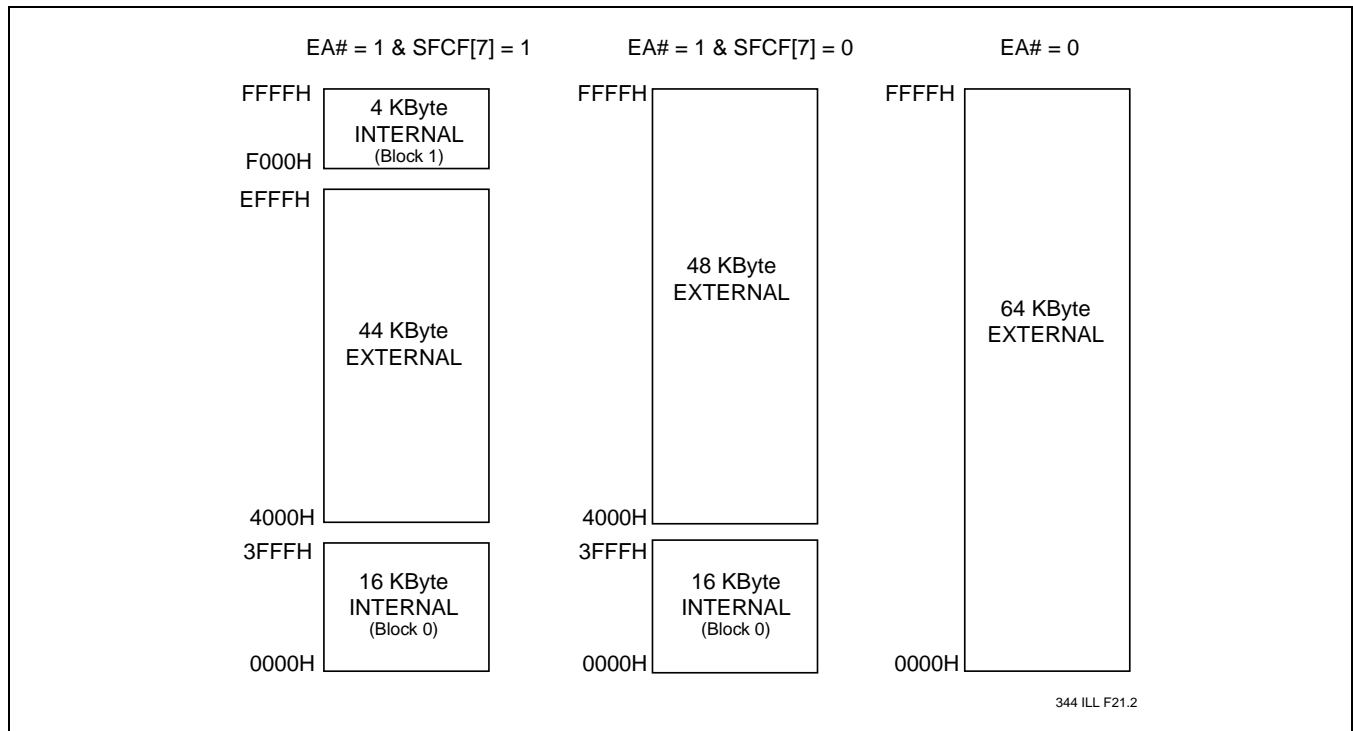 EA# = 1 & SFCF[7] = 1
FFFFH
4 KByte
INTERNAL
(Block 1)
F000H
EFFFH
44 KByte
EXTERNAL
4000H
3FFFH
16 KByte
INTERNAL
(Block 0)
0000H
EA# = 1 & SFCF[7] = 0
FFFFH
48 KByte
EXTERNAL
4000H
3FFFH
16 KByte
INTERNAL
(Block 0)
0000H
EA# = 0
FFFFH
64 KByte
EXTERNAL
0000H
344 ILL F21.2